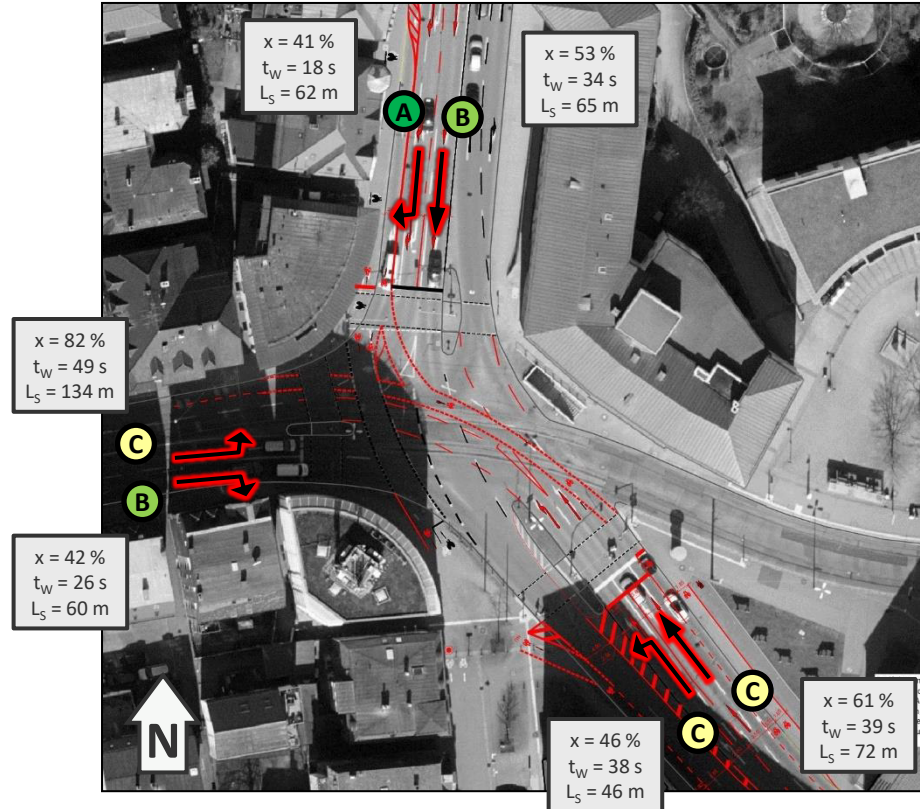 x = 41 %
t_W = 18 s
L_S = 62 m
x = 53 %
t_W = 34 s
L_S = 65 m
A
B
x = 82 %
t_W = 49 s
L_S = 134 m
C
B
x = 42 %
t_W = 26 s
L_S = 60 m
N
C
C
x = 61 %
t_W = 39 s
L_S = 72 m
x = 46 %
t_W = 38 s
L_S = 46 m